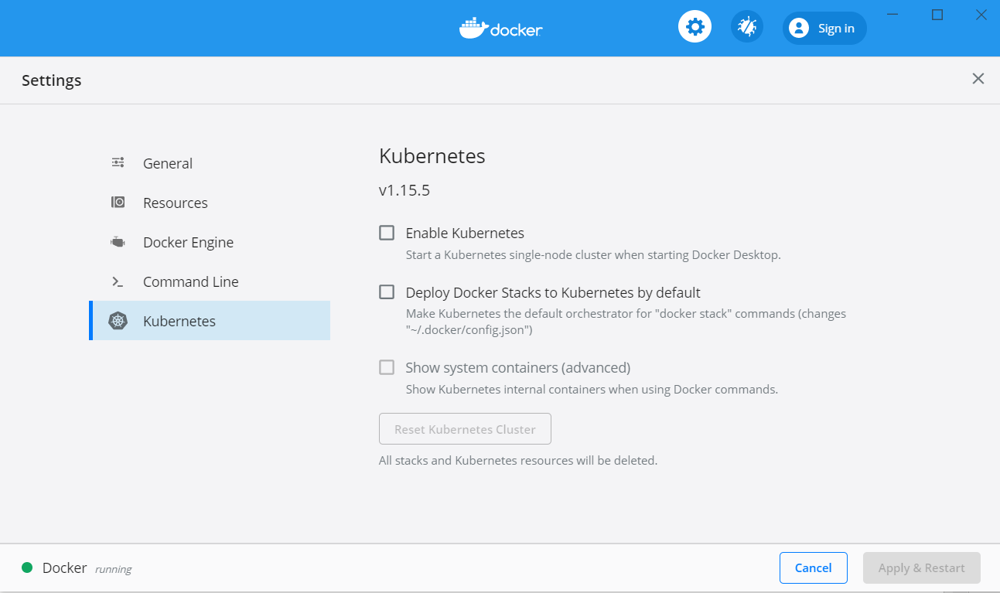 docker
Sign in
Settings
General
Resources
Docker Engine
Command Line
Kubernetes
Kubernetes
v1.15.5
Enable Kubernetes
Start a Kubernetes single-node cluster when starting Docker Desktop.
Deploy Docker Stacks to Kubernetes by default
Make Kubernetes the default orchestrator for "docker stack" commands (changes
"~/.docker/config.json")
Show system containers (advanced)
Show Kubernetes internal containers when using Docker commands.
Reset Kubernetes Cluster
All stacks and Kubernetes resources will be deleted.
Docker running
Cancel
Apply & Restart